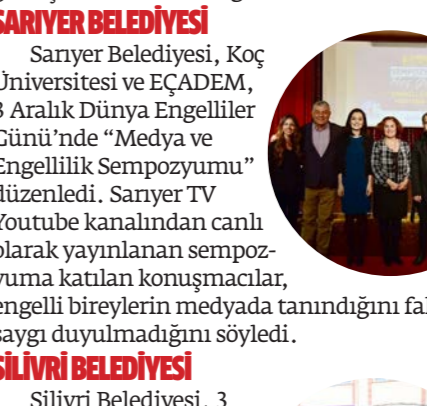 SARIYER BELEDİYESİ
Sarıyer Belediyesi, Koç
Üniversitesi ve EÇADEM,
3 Aralık Dünya Engelliler
Günü’nde “Medya ve
Engellilik Sempozyumu”
düzenledi. Sarıyer TV
Youtube kanalından canlı
olarak yayınlanan sempoz-
yuma katılan konuşmacılar,
engelli bireylerin medyada tanındığını
saygı duyulmadığını söyledi.
SİLİVRİ BELEDİYESİ
Silivri Belediyesi, 3